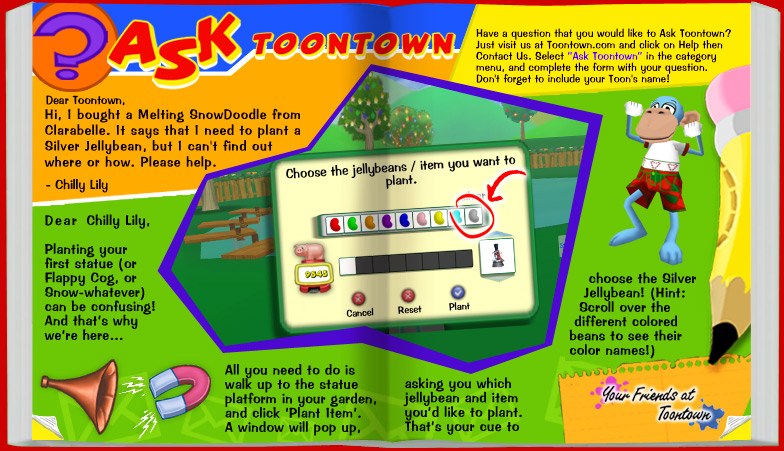 ?
ASK TOONTOWN
Have a question that you would like to Ask Toontown?
Just visit us at Toontown.com and click on Help then
Contact Us. Select "Ask Toontown" in the category
menu, and complete the form with your question.
Don't forget to include your Toon's name!
Dear Toontown,
Hi, I bought a Melting SnowDoodle from
Clarabelle. It says that I need to plant a
Silver Jellybean, but I can't find out
where or how. Please help.
- Chilly Lily
Dear Chilly Lily,
Planting your
first statue (or
Flappy Cog, or
Snow-whatever)
can be confusing!
And that's why
we're here...
Choose the jellybeans / item you want to
plant.
9545
Cancel
Reset
Plant
All you need to do is
walk up to the statue
platform in your garden,
and click 'Plant Item'.
A window will pop up,
asking you which
jellybean and item
you'd like to plant.
That's your cue to
choose the Silver
Jellybean! (Hint:
Scroll over the
different colored
beans to see their
color names!)
Your Friends at
Toontown